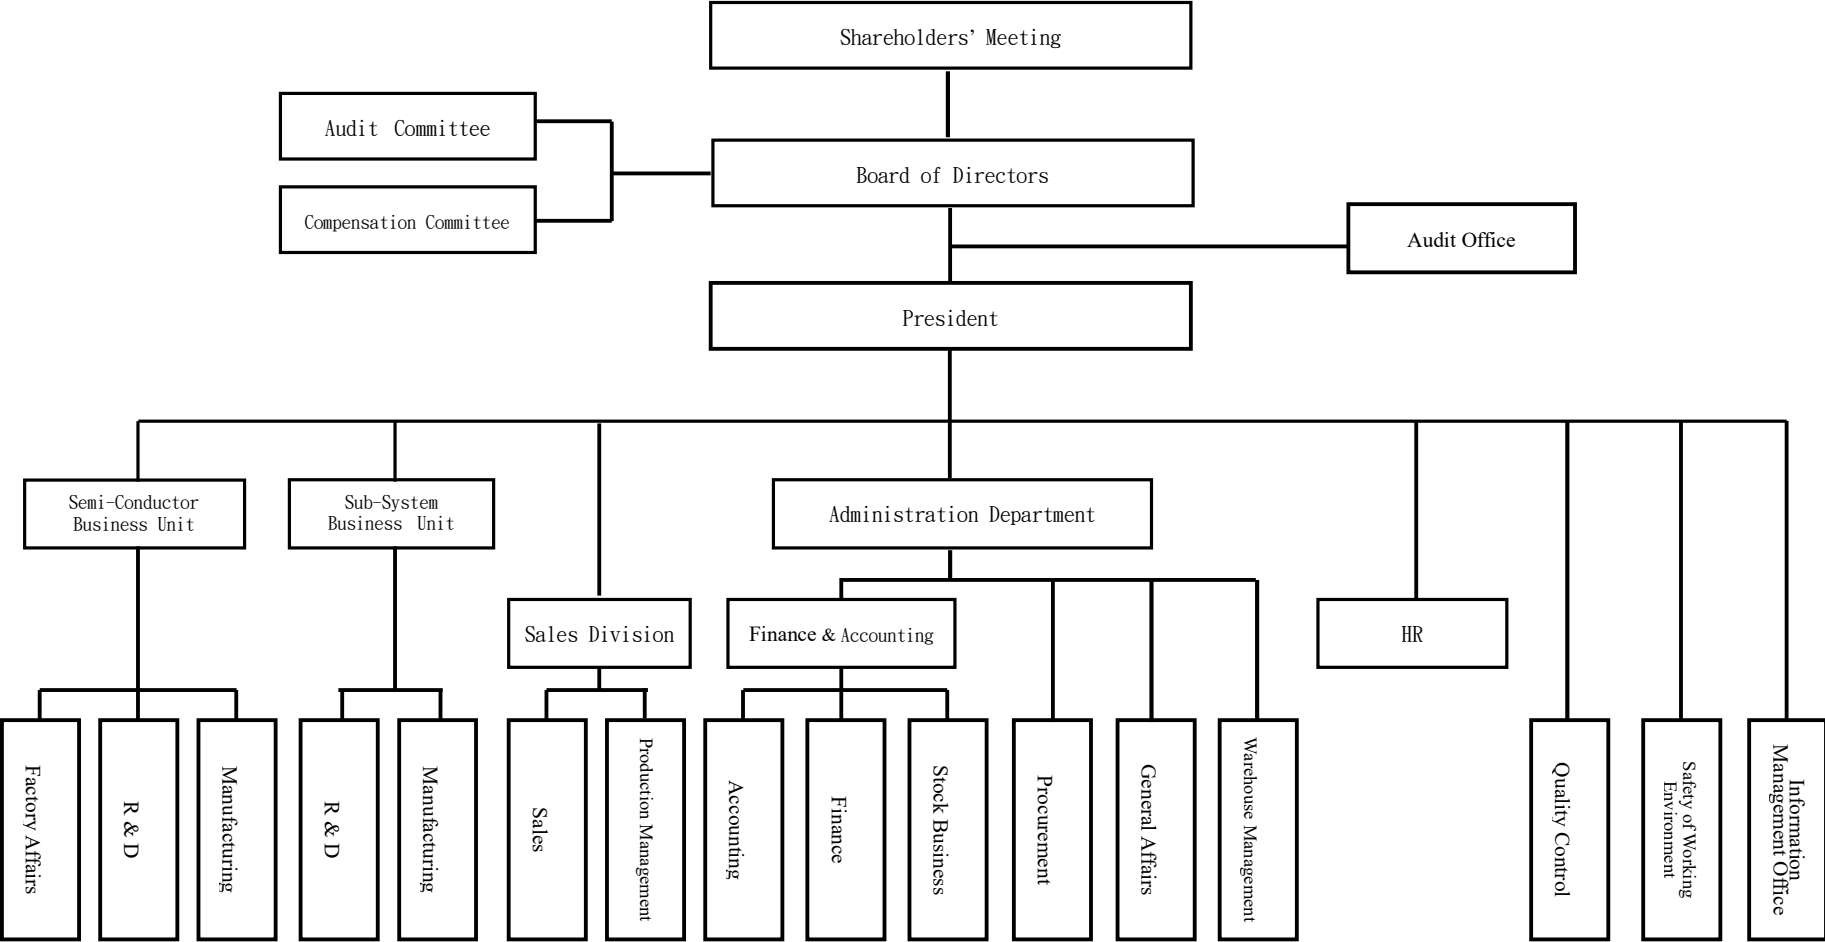 Shareholders’ Meeting
Audit Committee
Board of Directors
Compensation Committee
Audit Office
President
Semi-Conductor
Business Unit
Sub-System
Business Unit
Administration Department
Sales Division
Finance & Accounting
HR
Factory Affairs
R & D
Manufacturing
R & D
Manufacturing
Sales
Production Management
Accounting
Finance
Stock Business
Procurement
General Affairs
Warehouse Management
Quality Control
Safety of Working
Environment
Information
Management Office